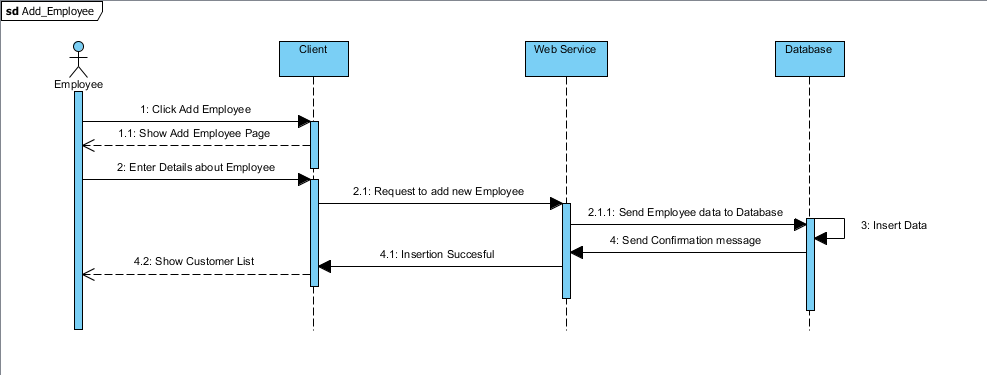 sd Add_Employee
Client
Web Service
Database
Employee
1: Click Add Employee
1.1: Show Add Employee Page
2: Enter Details about Employee
2.1: Request to add new Employee
2.1.1: Send Employee data to Database
3: Insert Data
4: Send Confirmation message
4.1: Insertion Succesful
4.2: Show Customer List